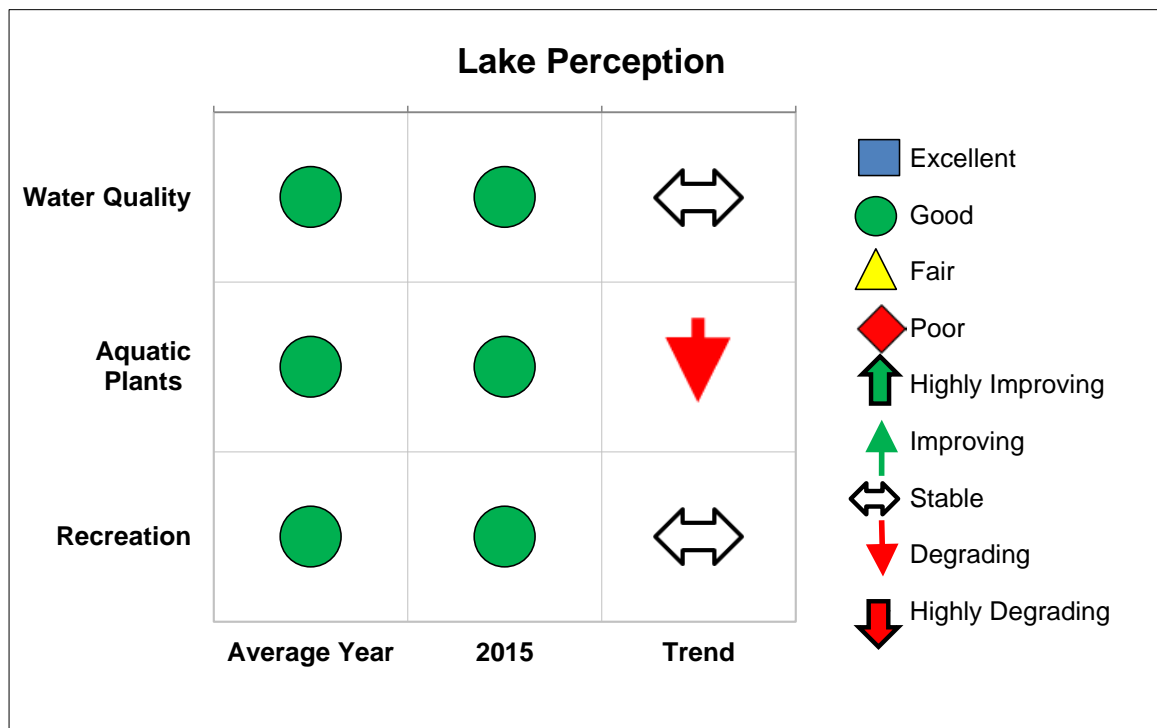 Lake Perception
Water Quality
Aquatic
Plants
Recreation
Average Year
2015
Trend
Excellent
Good
Fair
Poor
Highly Improving
Improving
Stable
Degrading
Highly Degrading